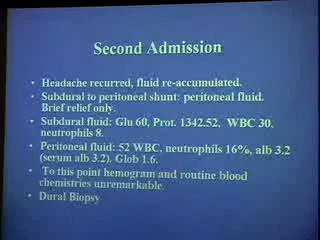 Second Admission
• Headache recurred, fluid re-accumulated.
• Subdural to peritoneal shunt: peritoneal fluid.
Brief relief only.
• Subdural fluid: Glu 60, Prot. 1342.52, WBC 30,
neutrophils 8.
• Peritoneal fluid: 52 WBC, neutrophils 16%, alb 3.2
(serum alb 3.2). Glob 1.6.
• To this point hemogram and routine blood
chemistries unremarkable.
• Dural Biopsy